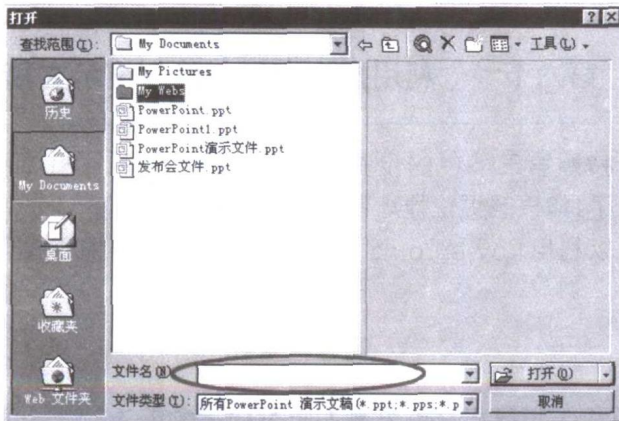 打开
查找范围(I): My Documents 工具(L)
历史
My Documents
桌面
收藏夹
Web 文件夹
My Pictures
My Webs
PowerPoint.ppt
PowerPoint1.ppt
PowerPoint演示文件.ppt
发布会文件.ppt
文件名(N): 打开(O)
文件类型(T): 所有PowerPoint 演示文稿(*.ppt;*.pps;*.p 取消